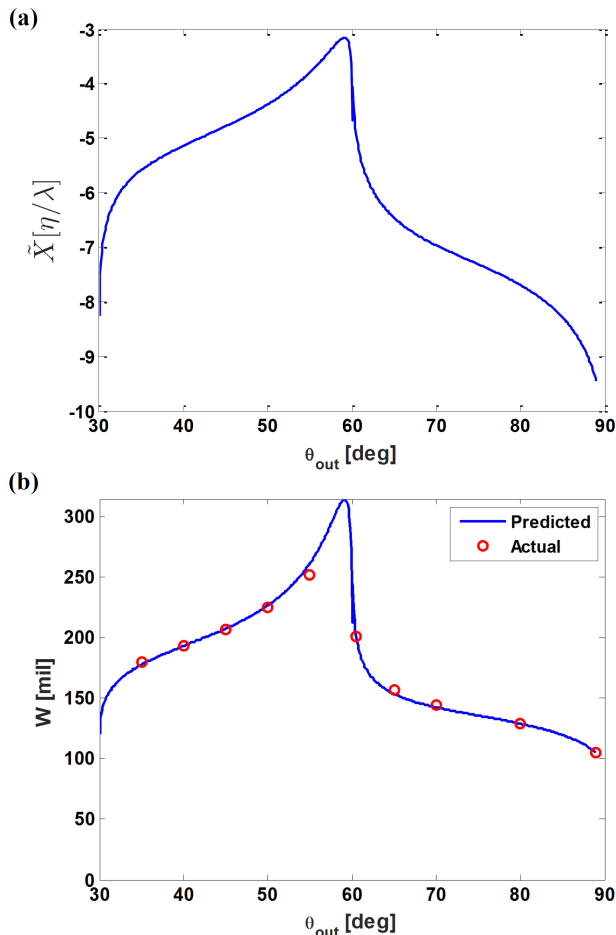 (a)
-3
-4
-5
-6
-7
-8
-9
-10
X̃[η/λ]
30 40 50 60 70 80 90
θout [deg]
(b)
300
250
200
150
100
50
0
W [mil]
Predicted
Actual
30 40 50 60 70 80 90
θout [deg]